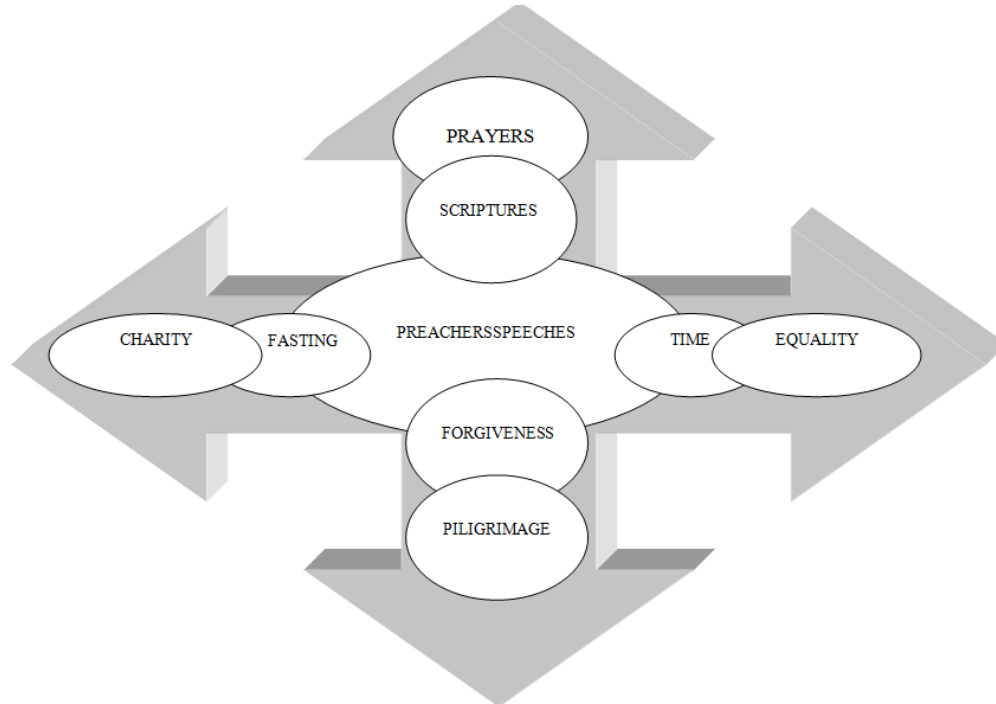 PRAYERS
SCRIPTURES
PREACHERSSPEECHES
CHARITY
FASTING
TIME
EQUALITY
FORGIVENESS
PILIGRIMAGE